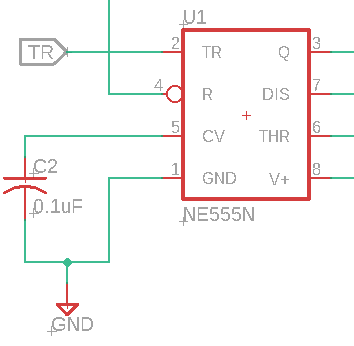 U1
TR 2 TR Q 3
4 R DIS 7
5 CV THR 6
C2
1 GND V+ 8
0.1uF
NE555N
GND